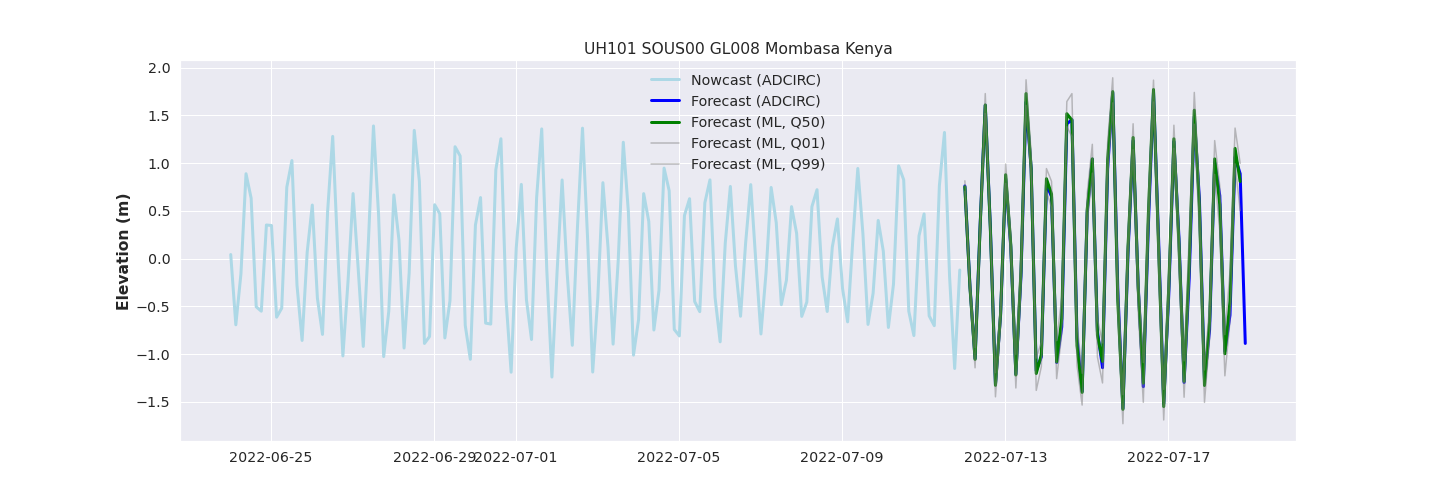 UH101 SOUS00 GL008 Mombasa Kenya
Nowcast (ADCIRC)
Forecast (ADCIRC)
Forecast (ML, Q50)
Forecast (ML, Q01)
Forecast (ML, Q99)
Elevation (m)
2.0
1.5
1.0
0.5
0.0
−0.5
−1.0
−1.5
2022-06-25 2022-06-29 2022-07-01 2022-07-05 2022-07-09 2022-07-13 2022-07-17